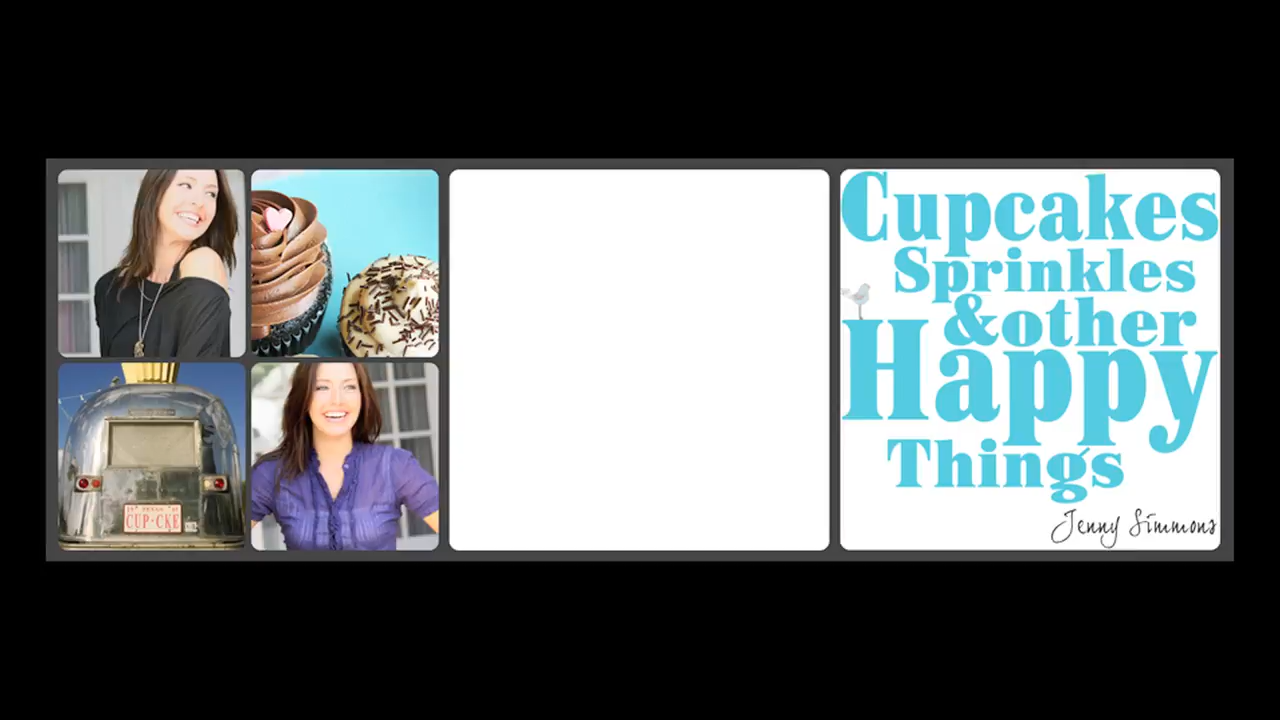 CUP·CKE
Cupcakes
Sprinkles
&other
Happy
Things
Jenny Simmons